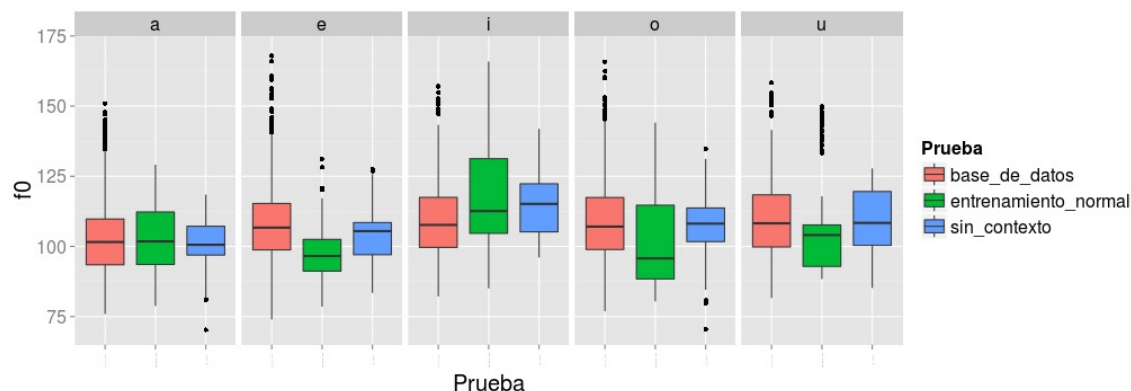 a e i o u
175
150
125
100
75
f0
Prueba
Prueba
base_de_datos
entrenamiento_normal
sin_contexto